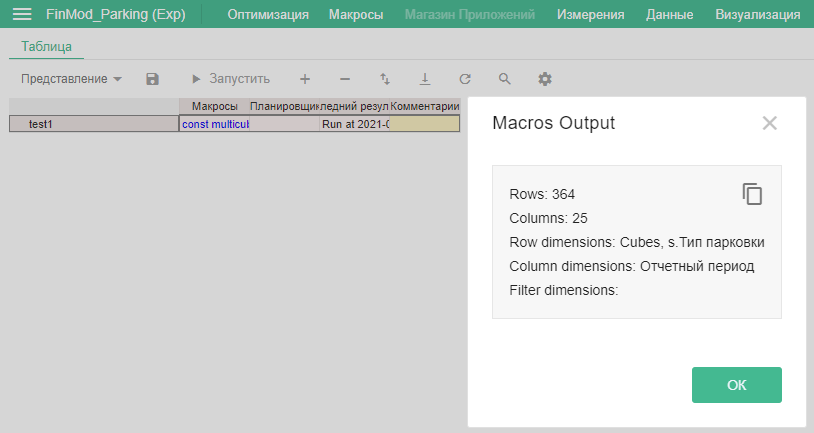 FinMod_Parking (Exp) Оптимизация Макросы Магазин Приложений Измерения Данные Визуализация
Таблица
Представление Запустить
Макросы Планировщик ледний резул Комментарии
test1 const multicul Run at 2021-0
Macros Output
Rows: 364
Columns: 25
Row dimensions: Cubes, s.Тип парковки
Column dimensions: Отчетный период
Filter dimensions:
OK